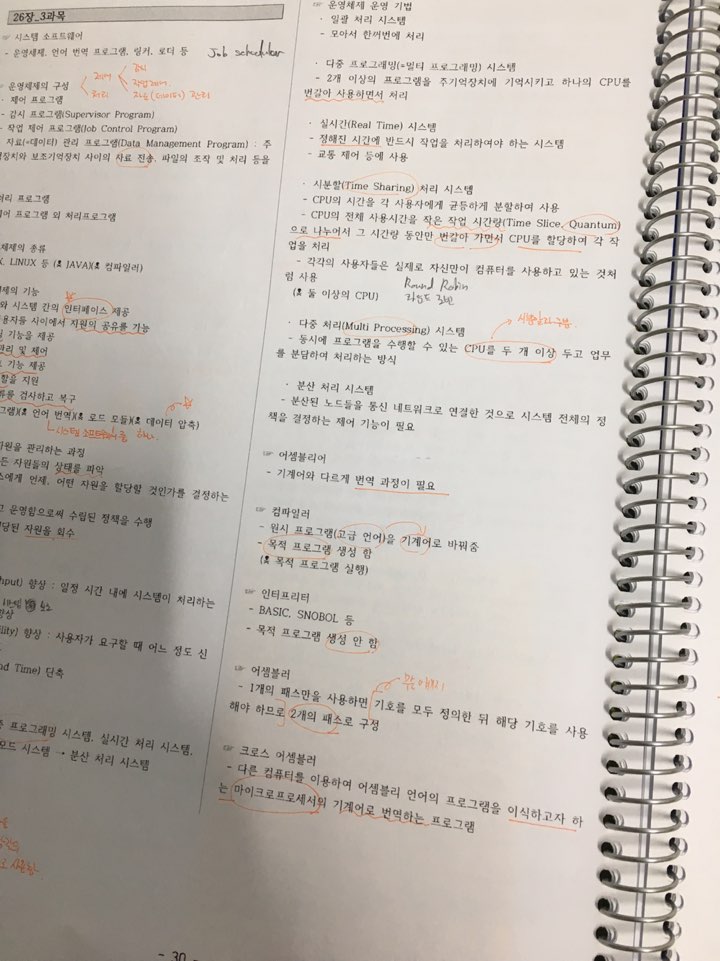 26장_3과목
☞ 시스템 소프트웨어
- 운영체제, 언어 번역 프로그램, 링커, 로더 등
Job scheduler
☞ 운영체제의 구성
제어 감시
작업제어
처리 자료(데이터) 관리
· 제어 프로그램
- 감시 프로그램(Supervisor Program)
- 작업 제어 프로그램(Job Control Program)
- 자료(=데이터) 관리 프로그램(Data Management Program) : 주
억장치와 보조기억장치 사이의 자료 전송, 파일의 조작 및 처리 등을
처리 프로그램
제어 프로그램 외 처리프로그램
체제의 종류
X, LINUX 등 (JAVA)(컴파일러)
체제의 기능
와 시스템 간의 인터페이스 제공
용자들 사이에서 자원의 공유를 가능
기능을 제공
관리 및 제어
기능 제공
할을 지원
류를 검사하고 복구
그램)(언어 번역)(로드 모듈)(데이터 압축)
시스템 소프트웨어 중 하나
자원을 관리하는 과정
든 자원들의 상태를 파악
스에게 언제, 어떤 자원을 할당할 것인가를 결정하는
고 운영함으로써 수립된 정책을 수행
당된 자원을 회수
put) 향상 : 일정 시간 내에 시스템이 처리하는
향상
ility) 향상 : 사용자가 요구할 때 어느 정도 신
nd Time) 단축
중 프로그래밍 시스템, 실시간 처리 시스템,
모드 시스템 → 분산 처리 시스템
☞ 운영체제 운영 기법
· 일괄 처리 시스템
- 모아서 한꺼번에 처리
· 다중 프로그래밍(=멀티 프로그래밍) 시스템
- 2개 이상의 프로그램을 주기억장치에 기억시키고 하나의 CPU를
번갈아 사용하면서 처리
· 실시간(Real Time) 시스템
- 정해진 시간에 반드시 작업을 처리하여야 하는 시스템
- 교통 제어 등에 사용
· 시분할(Time Sharing) 처리 시스템
- CPU의 시간을 각 사용자에게 균등하게 분할하여 사용
- CPU의 전체 사용시간을 작은 작업 시간량(Time Slice, Quantum)
으로 나누어서 그 시간량 동안만 번갈아 가면서 CPU를 할당하여 각 작
업을 처리
- 각각의 사용자들은 실제로 자신만이 컴퓨터를 사용하고 있는 것처
럼 사용
Round Robin
라운드 로빈
(둘 이상의 CPU)
· 다중 처리(Multi Processing) 시스템
- 동시에 프로그램을 수행할 수 있는 CPU를 두 개 이상 두고 업무
를 분담하여 처리하는 방식
· 분산 처리 시스템
- 분산된 노드들을 통신 네트워크로 연결한 것으로 시스템 전체의 정
책을 결정하는 제어 기능이 필요
☞ 어셈블리어
- 기계어와 다르게 번역 과정이 필요
☞ 컴파일러
- 원시 프로그램(고급 언어)을 기계어로 바꿔줌
- 목적 프로그램 생성 함
(목적 프로그램 실행)
☞ 인터프리터
- BASIC, SNOBOL 등
- 목적 프로그램 생성 안 함
☞ 어셈블러
- 1개의 패스만을 사용하면 기호를 모두 정의한 뒤 해당 기호를 사용
해야 하므로 2개의 패스로 구성
☞ 크로스 어셈블러
- 다른 컴퓨터를 이용하여 어셈블리 언어의 프로그램을 이식하고자 하
는 마이크로프로세서의 기계어로 번역하는 프로그램
- 30 -